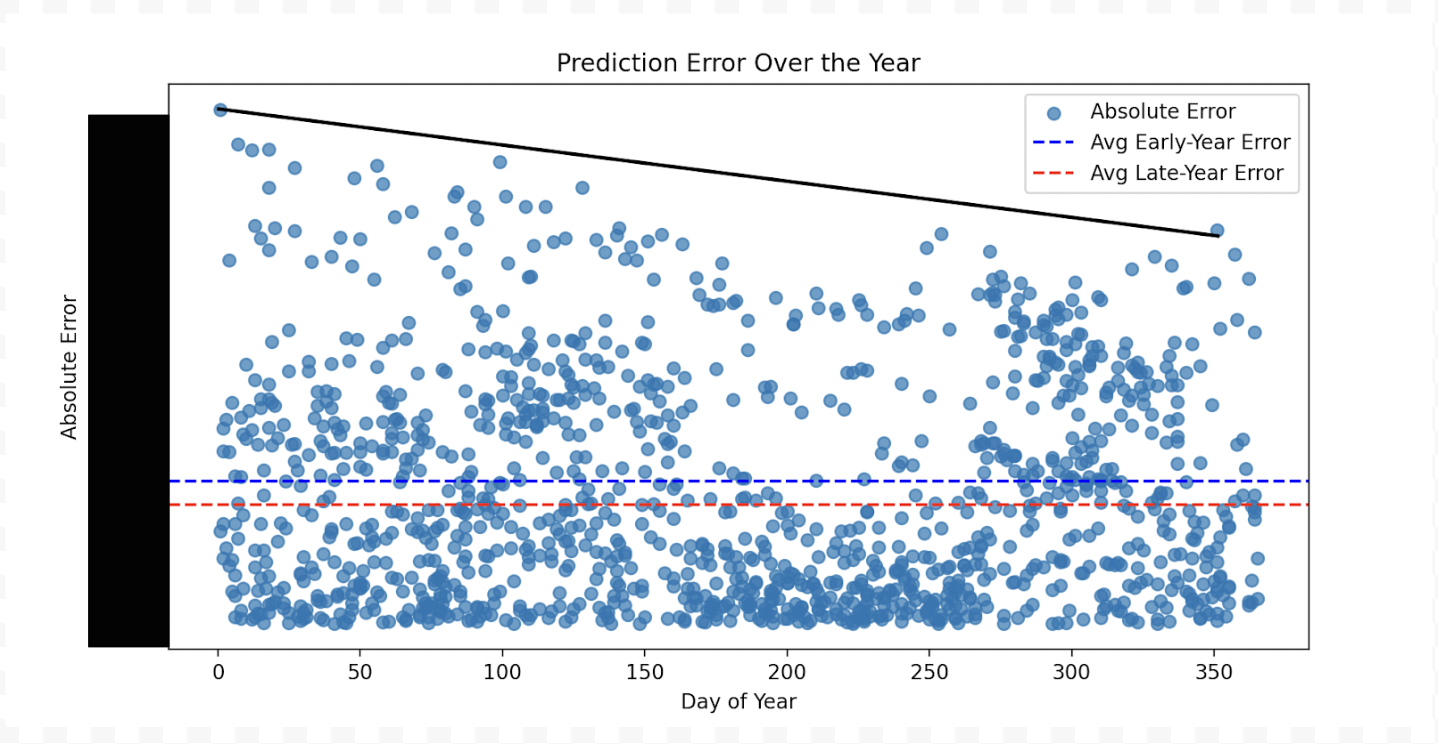 Prediction Error Over the Year
Absolute Error
Avg Early-Year Error
Avg Late-Year Error
Absolute Error
0 50 100 150 200 250 300 350
Day of Year